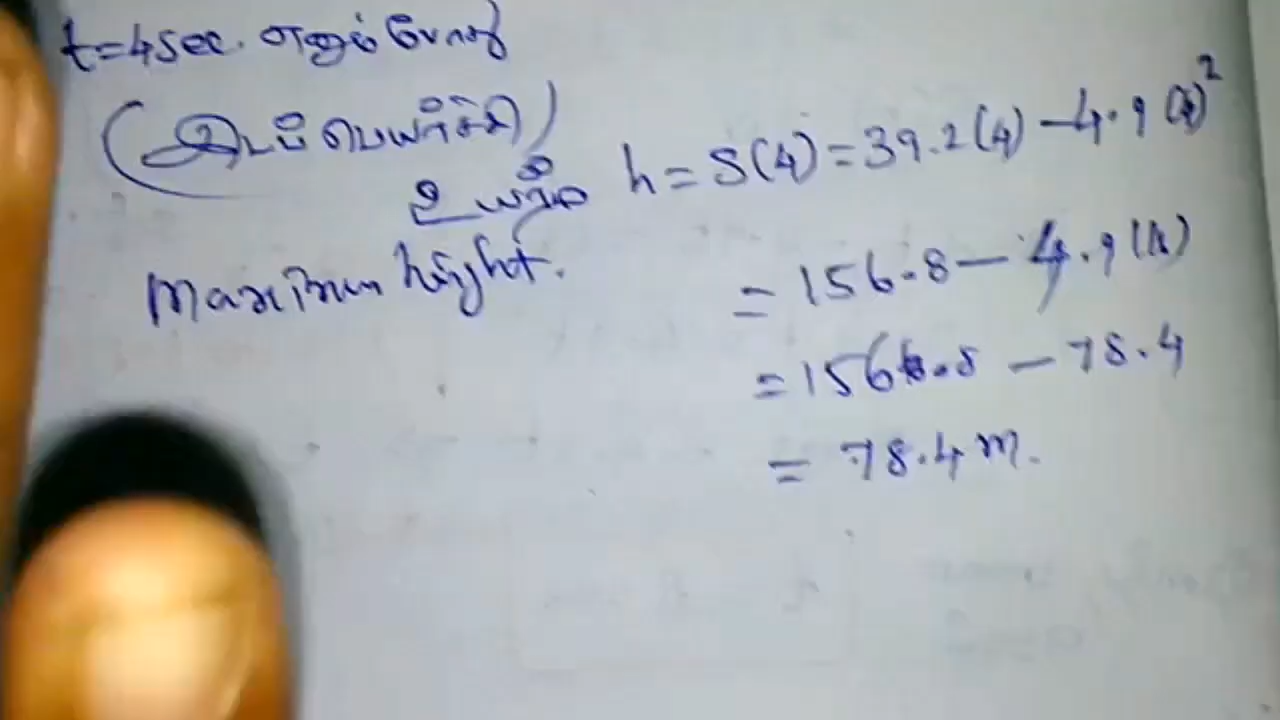 t=4sec. எனும் போது
(இடப்பெயர்ச்சி)
உயரம் h = S(4) = 39.2(4) - 4.9(4)²
Maximum height.
= 156.8 - 4.9(16)
= 156.8 - 78.4
= 78.4 m.